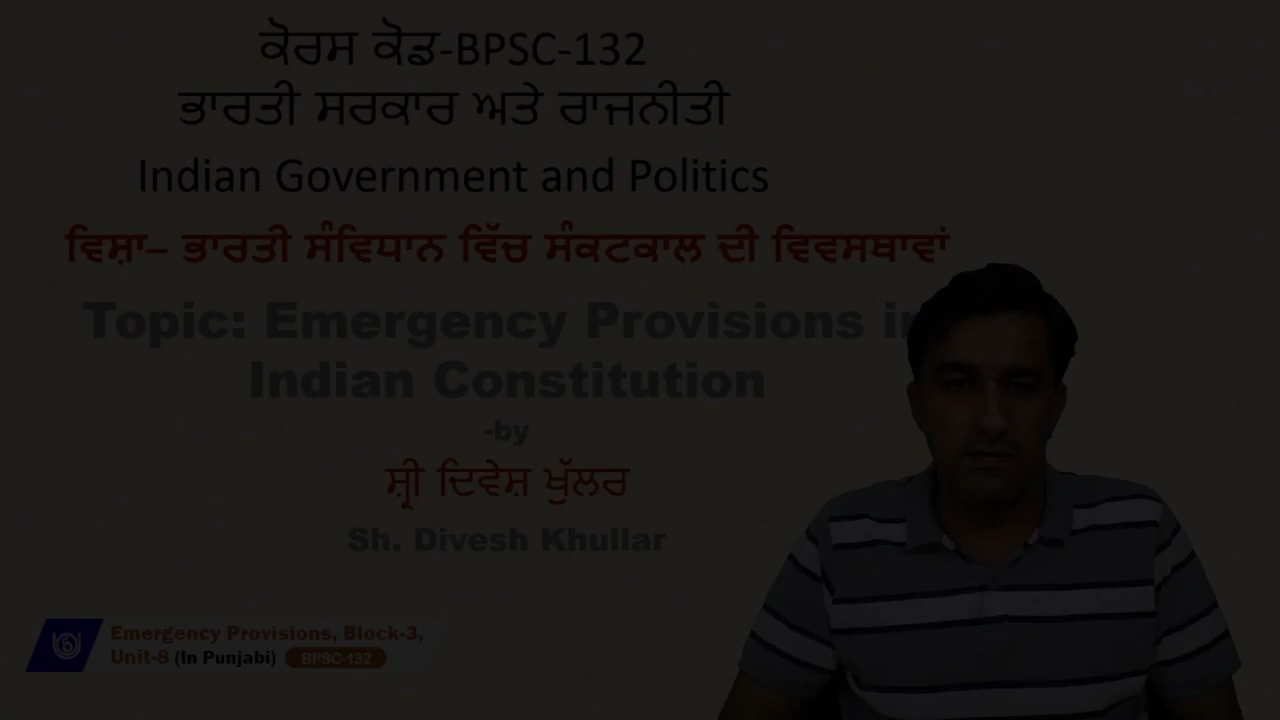 ਕੋਰਸ ਕੋਡ-BPSC-132
ਭਾਰਤੀ ਸਰਕਾਰ ਅਤੇ ਰਾਜਨੀਤੀ
Indian Government and Politics
ਵਿਸ਼ਾ– ਭਾਰਤੀ ਸੰਵਿਧਾਨ ਵਿੱਚ ਸੰਕਟਕਾਲ ਦੀ ਵਿਵਸਥਾਵਾਂ
Topic: Emergency Provisions in
Indian Constitution
-by
ਸ਼੍ਰੀ ਦਿਵੇਸ਼ ਖੁੱਲਰ
Sh. Divesh Khullar
Emergency Provisions, Block-3,
Unit-8 (In Punjabi) BPSC-132